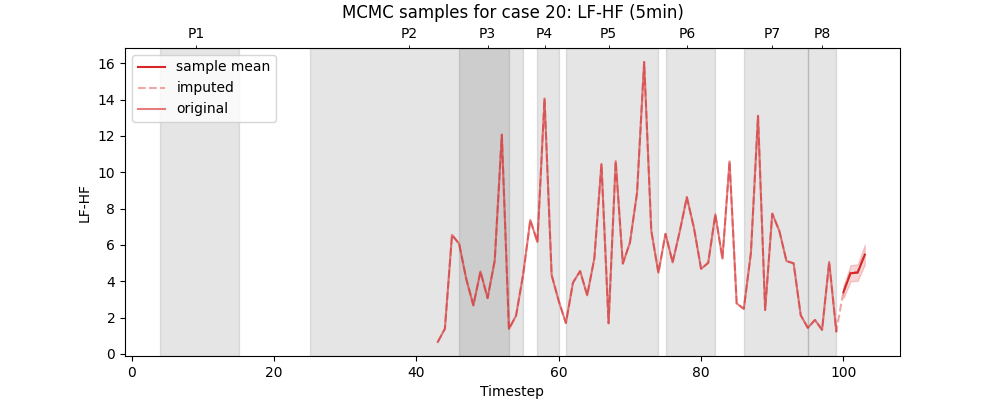 MCMC samples for case 20: LF-HF (5min)
P1 P2 P3 P4 P5 P6 P7 P8
sample mean
imputed
original
16
14
12
10
8
6
4
2
0
LF-HF
0 20 40 60 80 100
Timestep